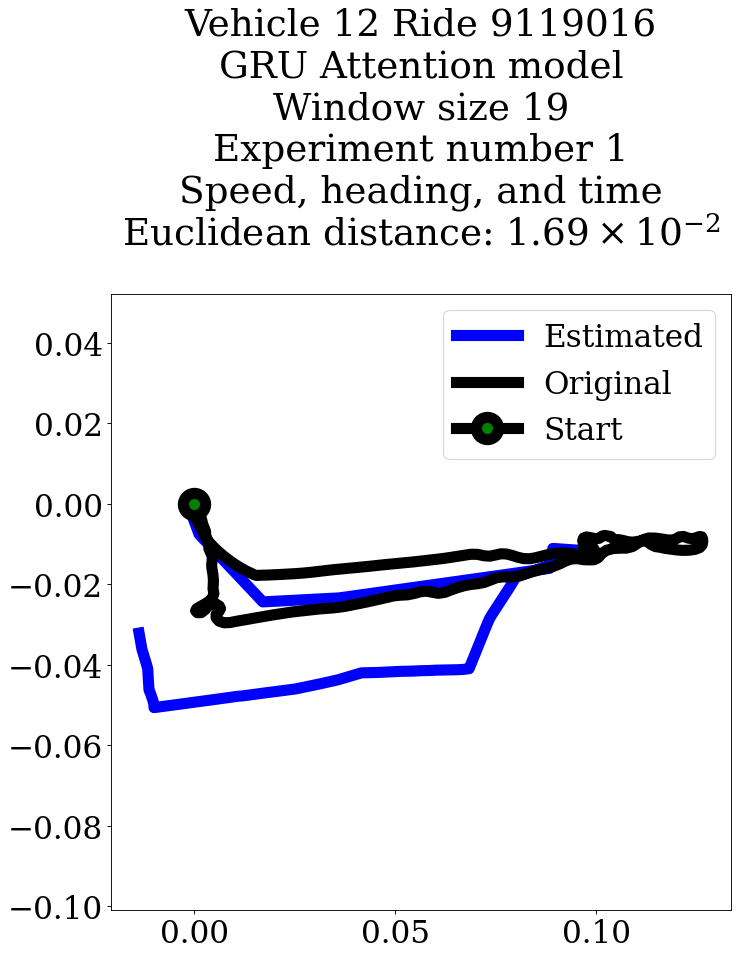 Vehicle 12 Ride 9119016
GRU Attention model
Window size 19
Experiment number 1
Speed, heading, and time
Euclidean distance: 1.69 × 10⁻²
Estimated
Original
Start
0.04
0.02
0.00
−0.02
−0.04
−0.06
−0.08
−0.10
0.00 0.05 0.10